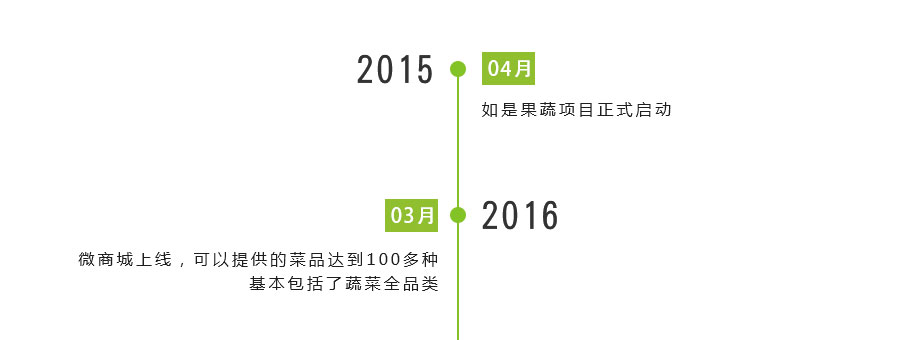 2015
04月
如是果蔬项目正式启动
03月
2016
微商城上线，可以提供的菜品达到100多种
基本包括了蔬菜全品类